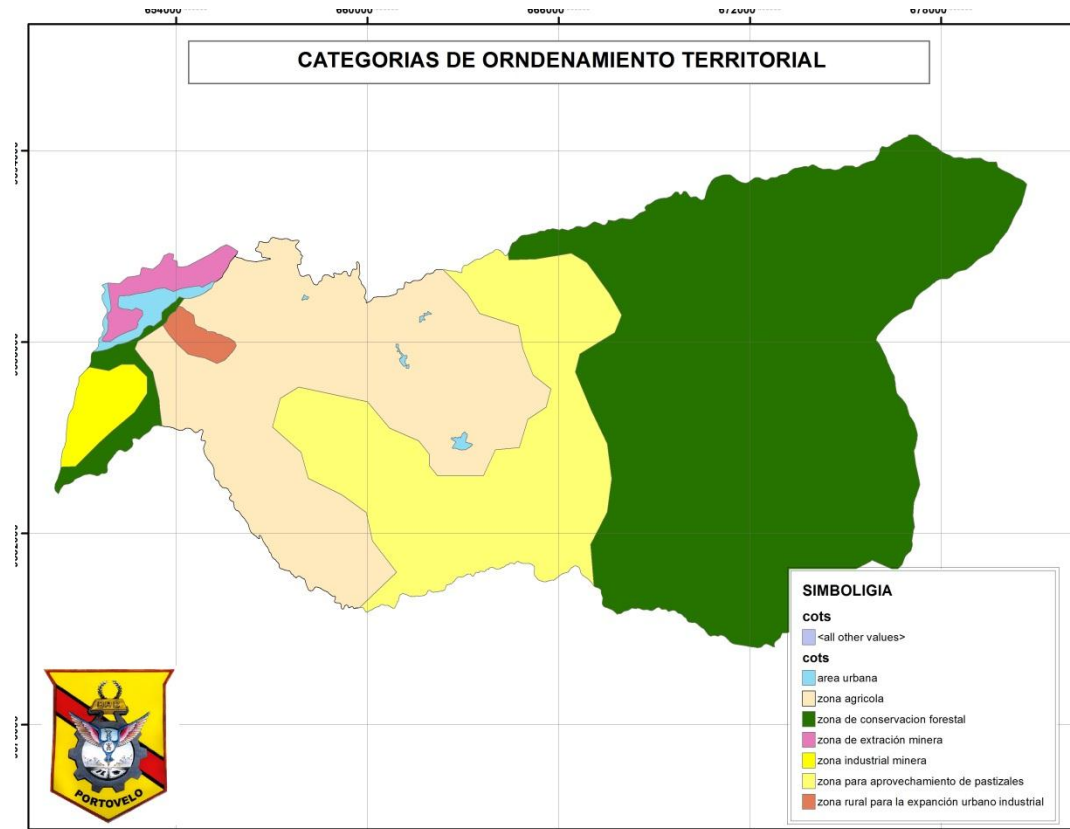 654000
660000
666000
672000
678000
CATEGORIAS DE ORNDENAMIENTO TERRITORIAL
SIMBOLIGIA
cots
<all other values>
cots
area urbana
zona agricola
zona de conservacion forestal
zona de extración minera
zona industrial minera
zona para aprovechamiento de pastizales
zona rural para la expanción urbano industrial
PORTOVELO